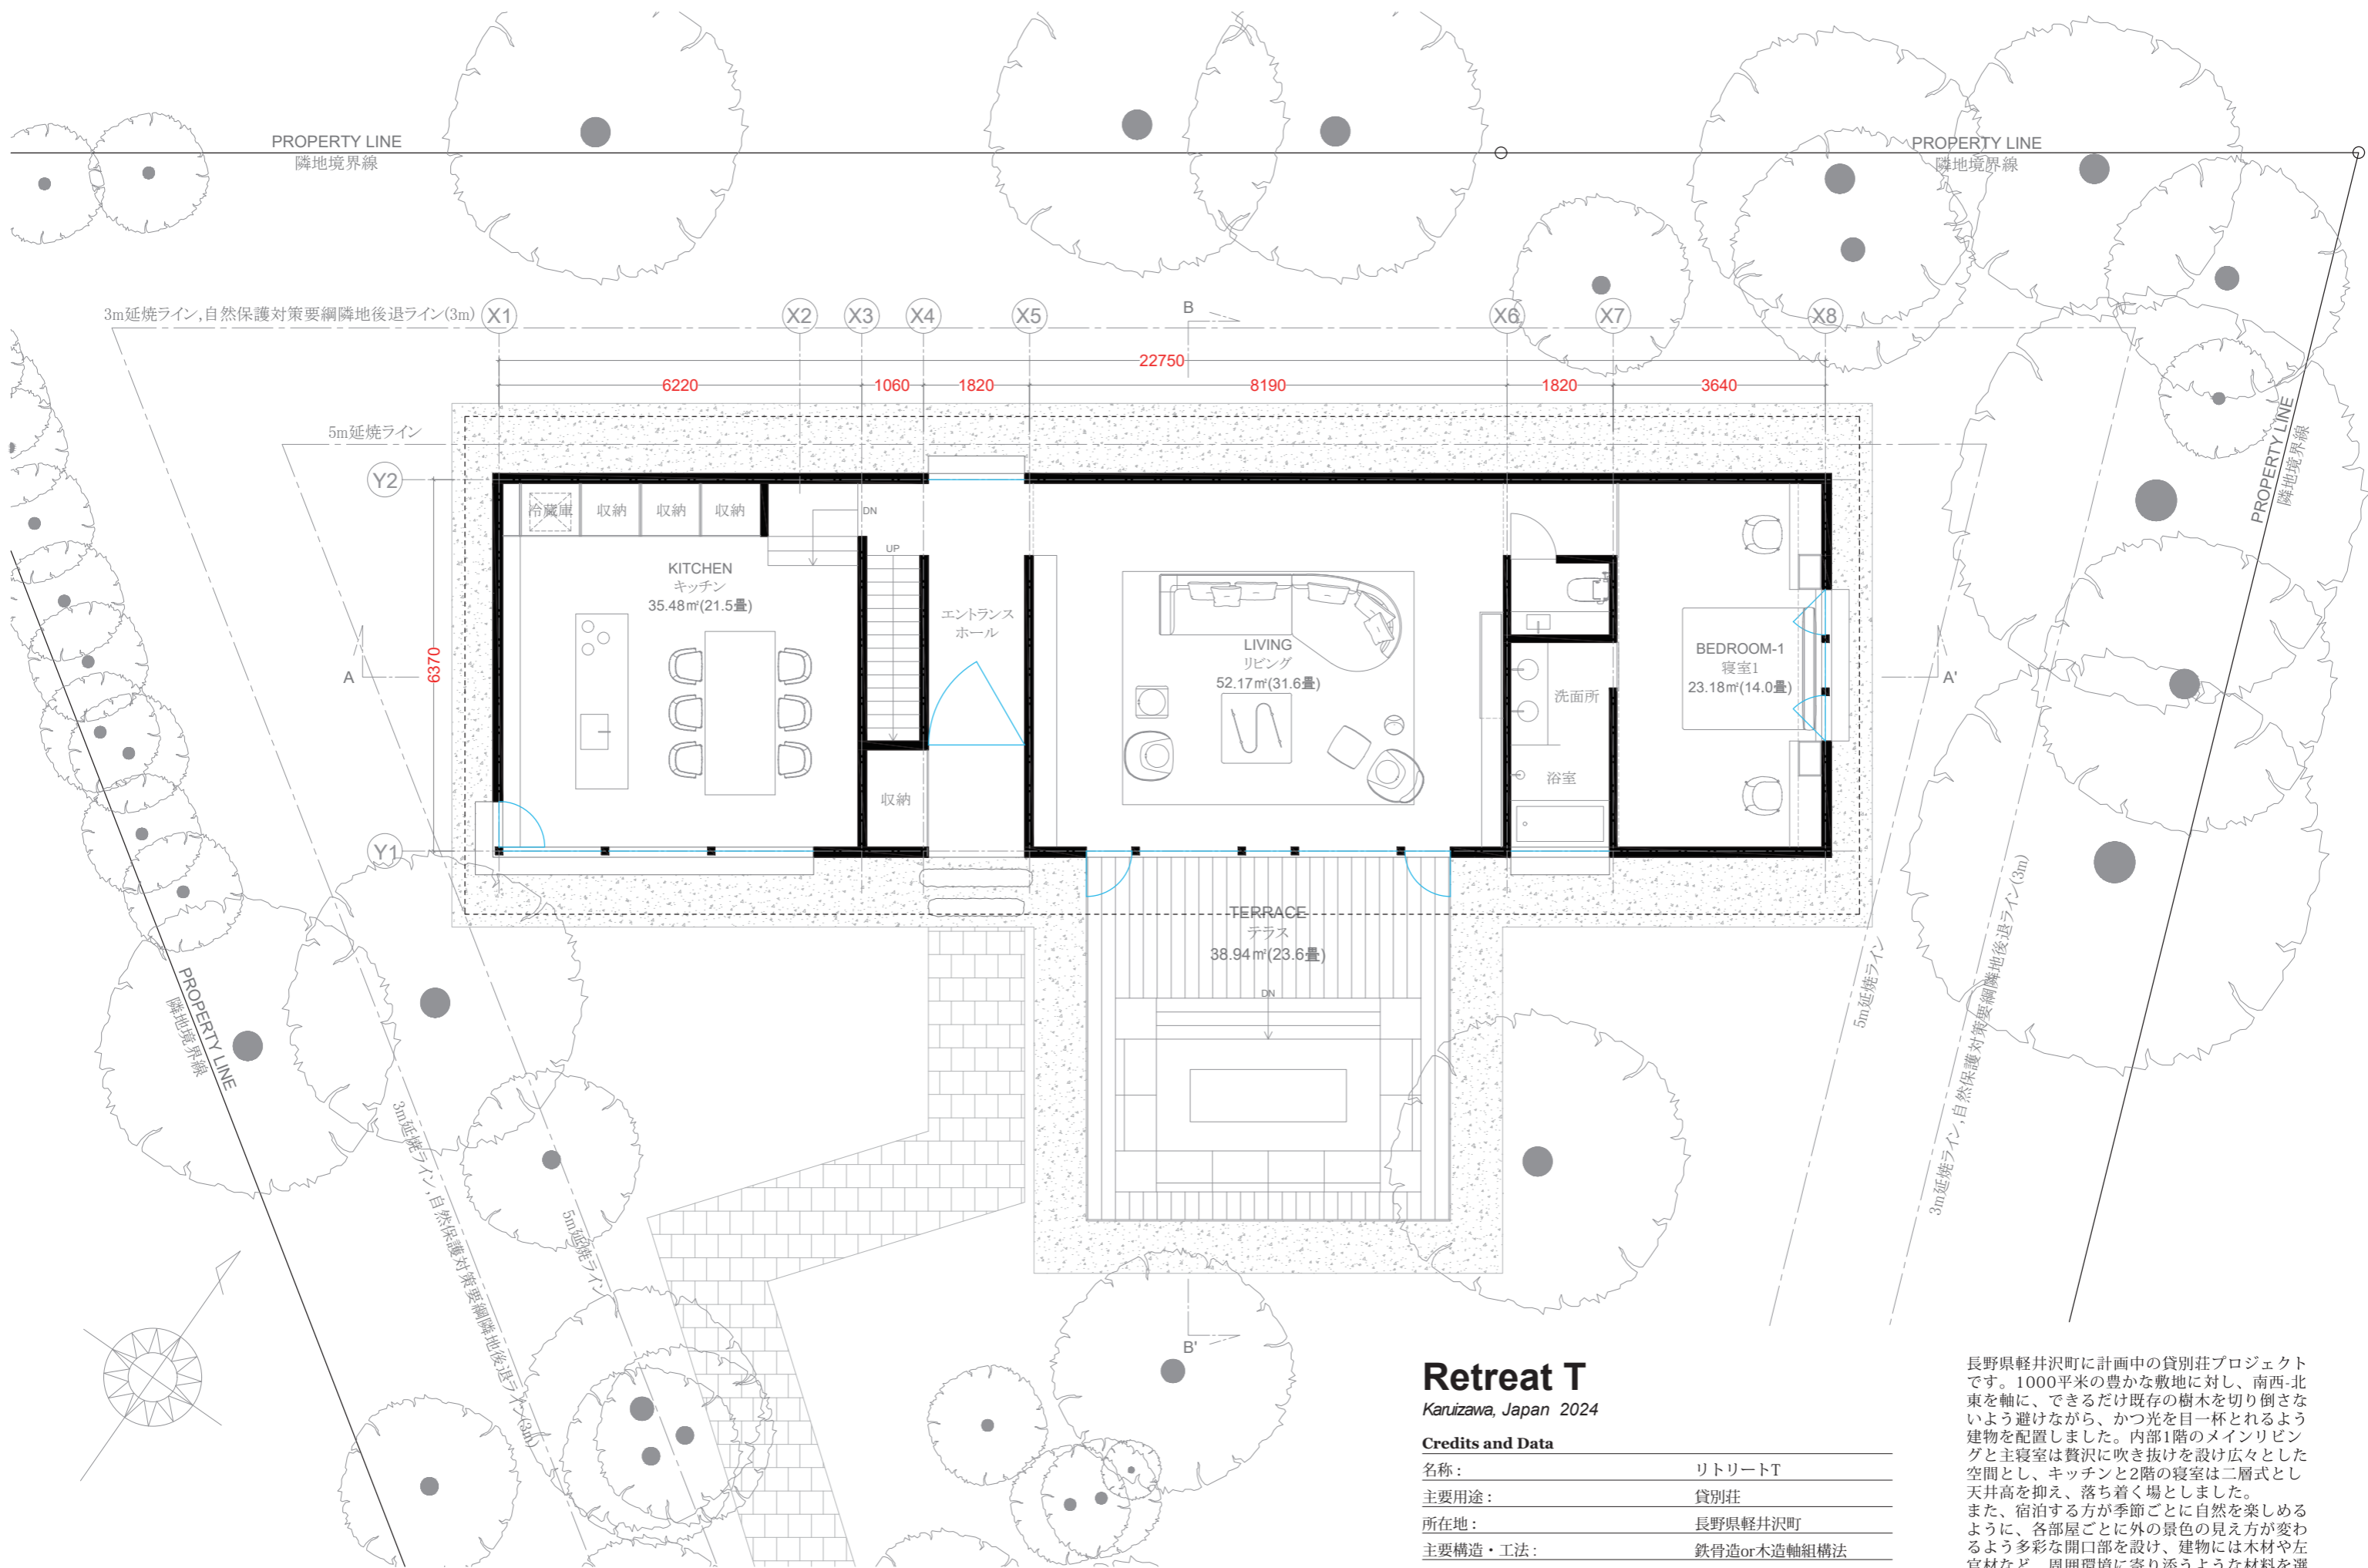 PROPERTY LINE
隣地境界線
PROPERTY LINE
隣地境界線
3m延焼ライン,自然保護対策要綱隣地後退ライン(3m)
X1
X2
X3
X4
X5
B
X6
X7
X8
22750
6220
1060
1820
8190
1820
3640
5m延焼ライン
PROPERTY LINE
隣地境界線
Y2
冷蔵庫
収納
収納
収納
DN
UP
KITCHEN
キッチン
35.48㎡(21.5畳)
エントランス
ホール
LIVING
リビング
52.17㎡(31.6畳)
BEDROOM-1
寝室1
23.18㎡(14.0畳)
洗面所
A
6370
A'
浴室
収納
Y1
TERRACE
テラス
38.94㎡(23.6畳)
DN
PROPERTY LINE
隣地境界線
3m延焼ライン,自然保護対策要綱隣地後退ライン(3m)
5m延焼ライン
5m延焼ライン
3m延焼ライン,自然保護対策要綱隣地後退ライン(3m)
B'
Retreat T
Karuizawa, Japan 2024
Credits and Data
名称： リトリートT
主要用途： 貸別荘
所在地： 長野県軽井沢町
主要構造・工法： 鉄骨造or木造軸組構法
長野県軽井沢町に計画中の貸別荘プロジェクト
です。1000平米の豊かな敷地に対し、南西-北
東を軸に、できるだけ既存の樹木を切り倒さな
いよう避けながら、かつ光を目一杯とれるよう
建物を配置しました。内部1階のメインリビン
グと主寝室は贅沢に吹き抜けを設け広々とした
空間とし、キッチンと2階の寝室は二層式とし
天井高を抑え、落ち着く場としました。
また、宿泊する方が季節ごとに自然を楽しめる
ように、各部屋ごとに外の景色の見え方が変わ
るよう多彩な開口部を設け、建物には木材や左
官材など、周囲環境に寄り添うような材料を選